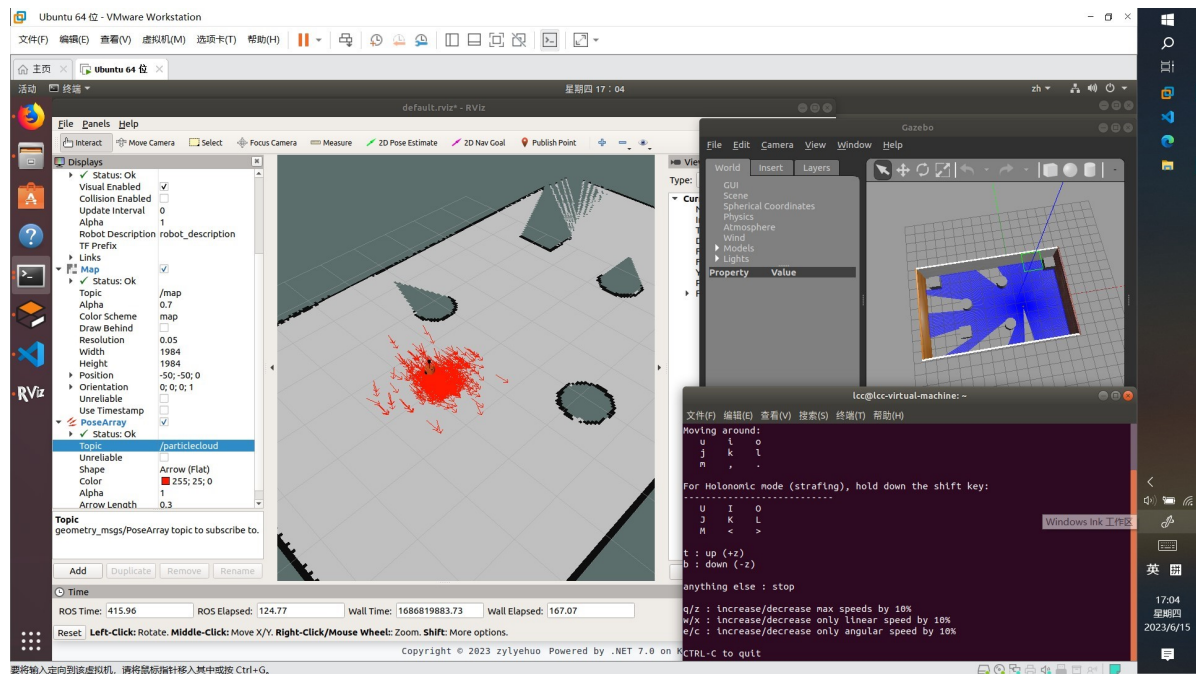 Ubuntu 64 位 - VMware Workstation
文件(F) 编辑(E) 查看(V) 虚拟机(M) 选项卡(T) 帮助(H)
主页 Ubuntu 64 位
活动 终端 星期四 17：04 zh
default.rviz* - RViz
File Panels Help
Interact Move Camera Select Focus Camera Measure 2D Pose Estimate 2D Nav Goal Publish Point
Displays
Status: Ok
Visual Enabled
Collision Enabled
Update Interval 0
Alpha 1
Robot Description robot_description
TF Prefix
Links
Map
Status: Ok
Topic /map
Alpha 0.7
Color Scheme map
Draw Behind
Resolution 0.05
Width 1984
Height 1984
Position -50; -50; 0
Orientation 0; 0; 0; 1
Unreliable
Use Timestamp
PoseArray
Status: Ok
Topic /particlecloud
Unreliable
Shape Arrow (Flat)
Color 255; 25; 0
Alpha 1
Arrow Length 0.3
Topic
geometry_msgs/PoseArray topic to subscribe to.
Add Duplicate Remove Rename
Time
ROS Time: 415.96 ROS Elapsed: 124.77 Wall Time: 1686819883.73 Wall Elapsed: 167.07
Reset Left-Click: Rotate. Middle-Click: Move X/Y. Right-Click/Mouse Wheel:: Zoom. Shift: More options.
Copyright © 2023 zylyehuo Powered by .NET 7.0 on K
Type:
Gazebo
File Edit Camera View Window Help
World Insert Layers
GUI
Scene
Spherical Coordinates
Physics
Atmosphere
Wind
Models
Lights
Property Value
lcc@lcc-virtual-machine: ~
文件(F) 编辑(E) 查看(V) 搜索(S) 终端(T) 帮助(H)
Moving around:
u i o
j k l
m , .
For Holonomic mode (strafing), hold down the shift key:
---------------------------
U I O
J K L
M < >
t : up (+z)
b : down (-z)
anything else : stop
q/z : increase/decrease max speeds by 10%
w/x : increase/decrease only linear speed by 10%
e/c : increase/decrease only angular speed by 10%
CTRL-C to quit
Windows Ink 工作区
RViz
英
17:04
星期四
2023/6/15
要将输入定向到该虚拟机，请将鼠标指针移入其中或按 Ctrl+G。